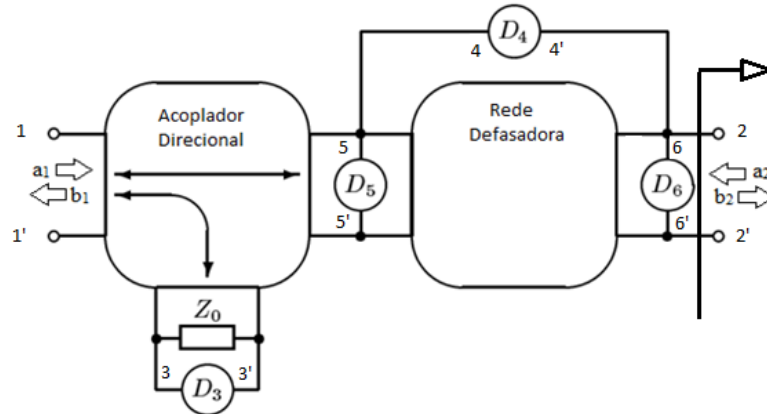 4 D₄ 4'
Acoplador
Direcional
Rede
Defasadora
1
5
6
2
a₁
b₁
D₅
D₆
a₂
b₂
1'
5'
6'
2'
Z₀
3 D₃ 3'